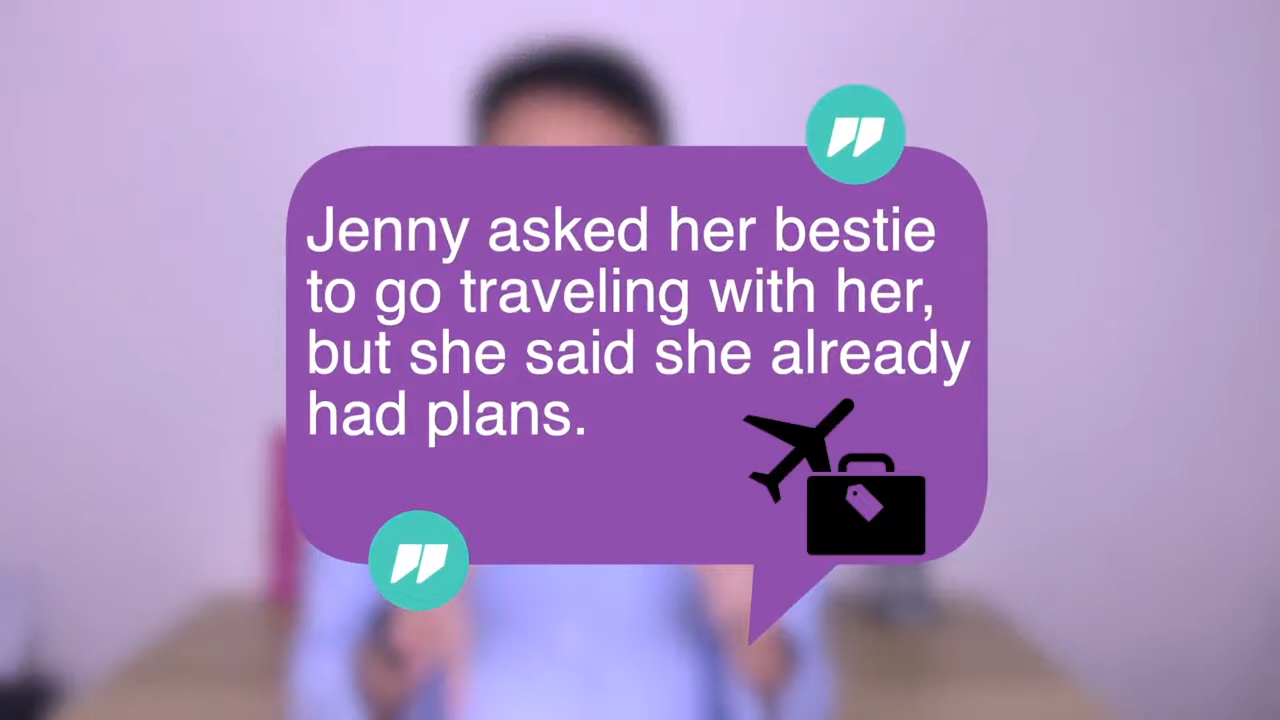 Jenny asked her bestie
to go traveling with her,
but she said she already
had plans.